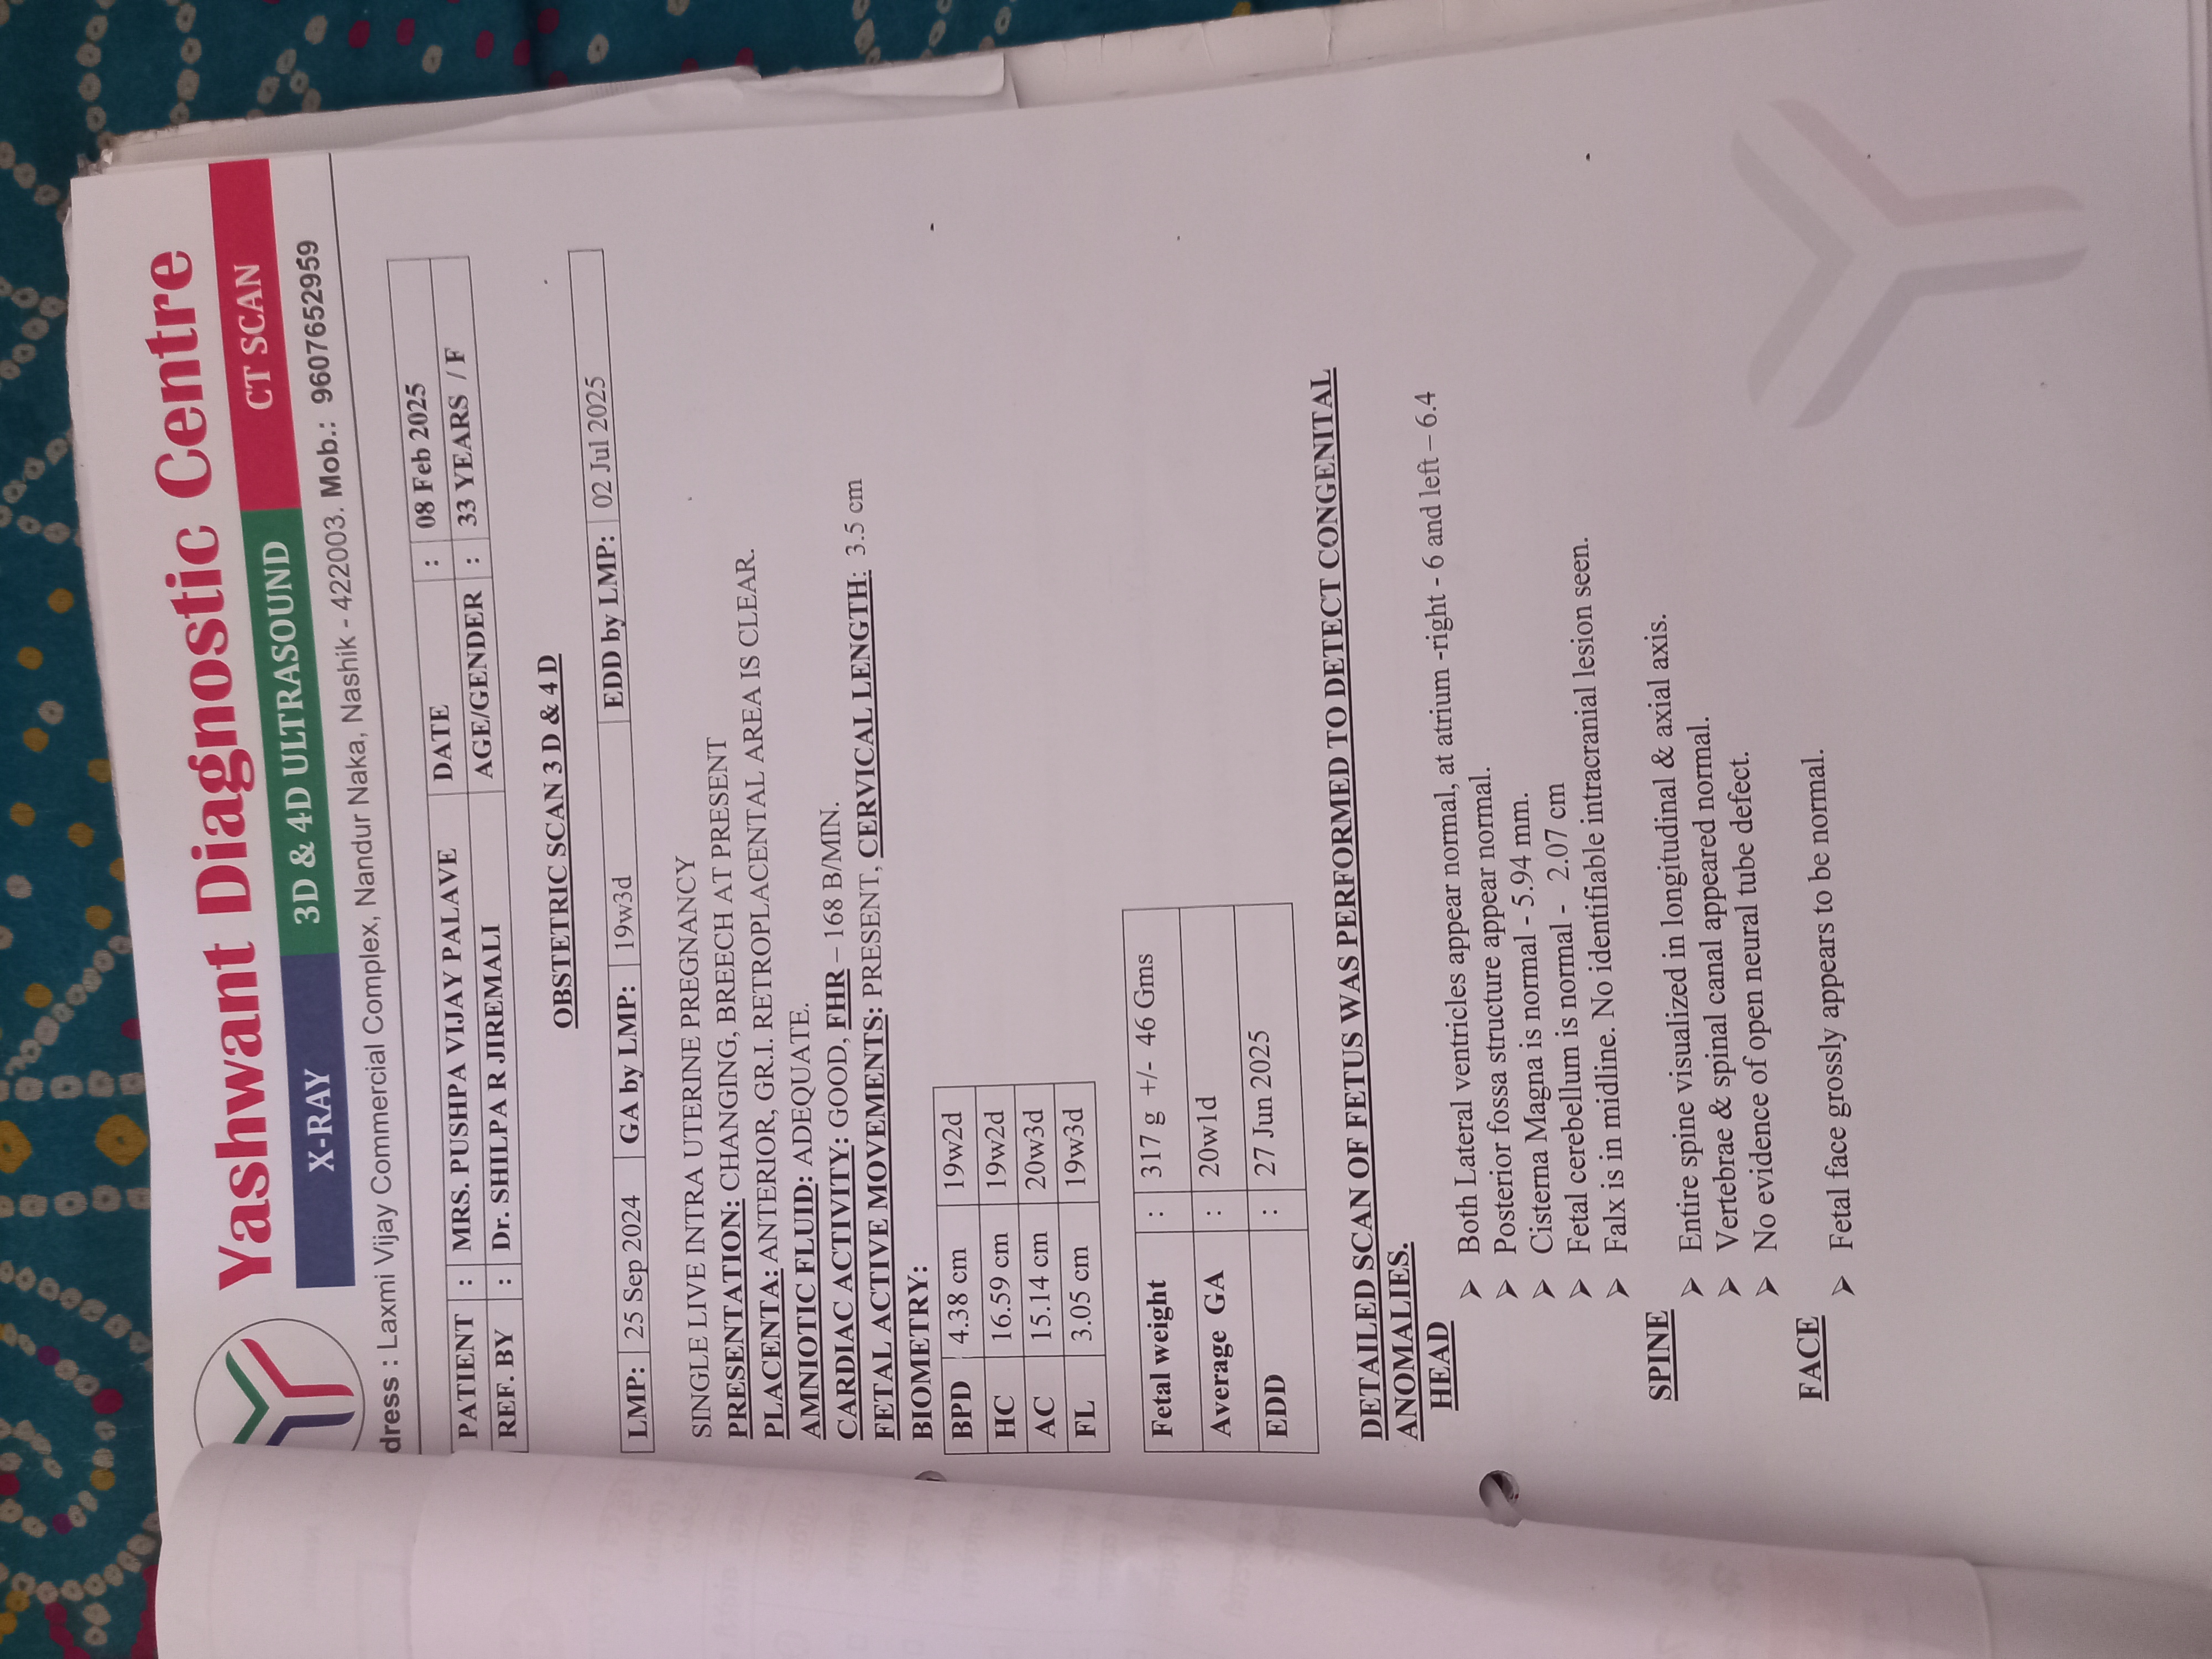 Yashwant Diagnostic Centre
X-RAY 3D & 4D ULTRASOUND CT SCAN
dress : Laxmi Vijay Commercial Complex, Nandur Naka, Nashik - 422003. Mob.: 9607652959
PATIENT : MRS. PUSHPA VIJAY PALAVE DATE : 08 Feb 2025
REF. BY : Dr. SHILPA R JIREMALI AGE/GENDER : 33 YEARS / F
OBSTETRIC SCAN 3 D & 4 D
LMP: 25 Sep 2024 GA by LMP: 19w3d EDD by LMP: 02 Jul 2025
SINGLE LIVE INTRA UTERINE PREGNANCY
PRESENTATION: CHANGING, BREECH AT PRESENT
PLACENTA: ANTERIOR, GR.I. RETROPLACENTAL AREA IS CLEAR.
AMNIOTIC FLUID: ADEQUATE.
CARDIAC ACTIVITY: GOOD, FHR – 168 B/MIN.
FETAL ACTIVE MOVEMENTS: PRESENT, CERVICAL LENGTH: 3.5 cm
BIOMETRY:
BPD 4.38 cm 19w2d
HC 16.59 cm 19w2d
AC 15.14 cm 20w3d
FL 3.05 cm 19w3d
Fetal weight : 317 g +/- 46 Gms
Average GA : 20w1d
EDD : 27 Jun 2025
DETAILED SCAN OF FETUS WAS PERFORMED TO DETECT CONGENITAL
ANOMALIES.
HEAD
➢ Both Lateral ventricles appear normal, at atrium -right - 6 and left – 6.4
➢ Posterior fossa structure appear normal.
➢ Cisterna Magna is normal - 5.94 mm.
➢ Fetal cerebellum is normal - 2.07 cm
➢ Falx is in midline. No identifiable intracranial lesion seen.
SPINE
➢ Entire spine visualized in longitudinal & axial axis.
➢ Vertebrae & spinal canal appeared normal.
➢ No evidence of open neural tube defect.
FACE
➢ Fetal face grossly appears to be normal.